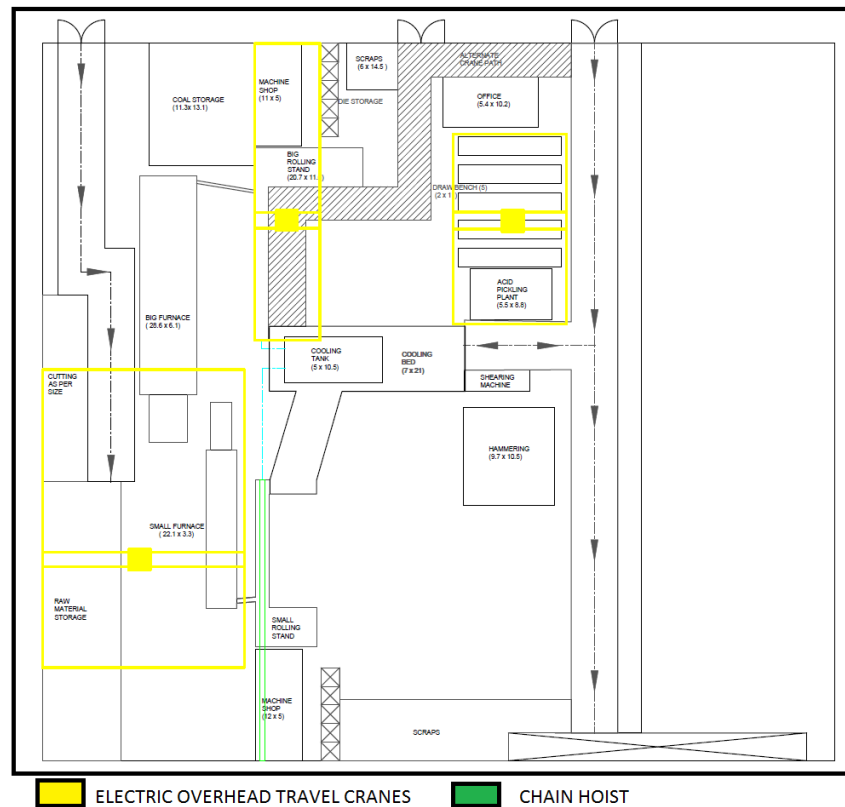 ALTERNATE
CRANE PATH
MACHINE
SHOP
(11 x 5)
SCRAPS
(6 x 14.5 )
COAL STORAGE
(11.3x 13.1)
DIE STORAGE
OFFICE
(5.4 x 10.2)
BIG
ROLLING
STAND
(20.7 x 11.
DRAW BENCH (5)
(2 x 1
ACID
PICKLING
PLANT
(5.5 x 8.8)
BIG FURNACE
( 28.6 x 6.1)
COOLING
TANK
(5 x 10.5)
COOLING
BED
(7 x 21)
CUTTING
AS PER
SIZE
SHEARING
MACHINE
HAMMERING
(9.7 x 10.5)
SMALL FURNACE
( 22.1 x 3.3)
RAW
MATERIAL
STORAGE
SMALL
ROLLING
STAND
MACHINE
SHOP
(12 x 5)
SCRAPS
ELECTRIC OVERHEAD TRAVEL CRANES
CHAIN HOIST